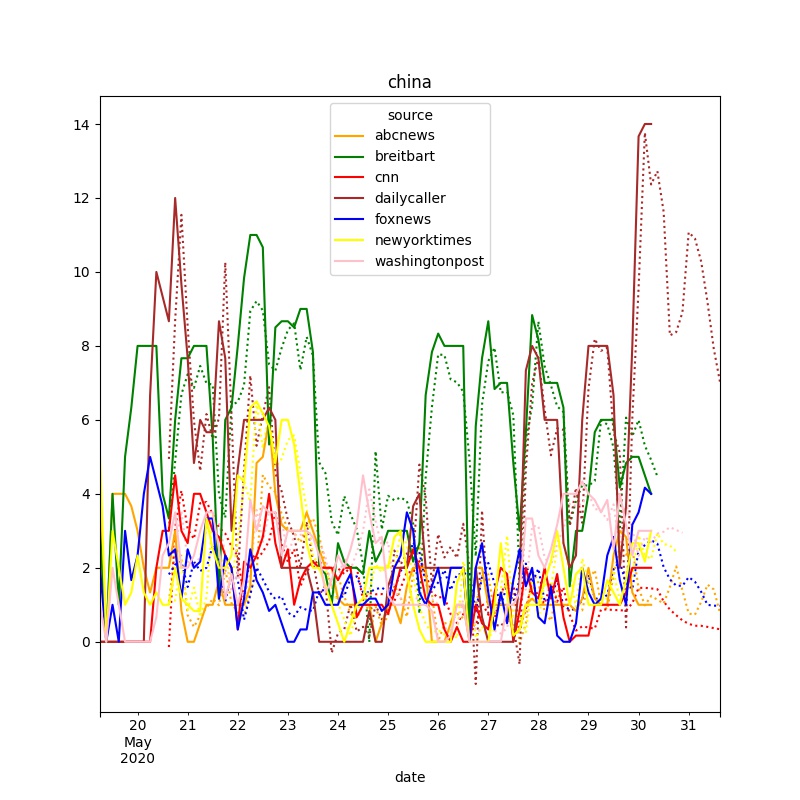 china
source
abcnews
breitbart
cnn
dailycaller
foxnews
newyorktimes
washingtonpost
14
12
10
8
6
4
2
0
20 21 22 23 24 25 26 27 28 29 30 31
May
2020
date